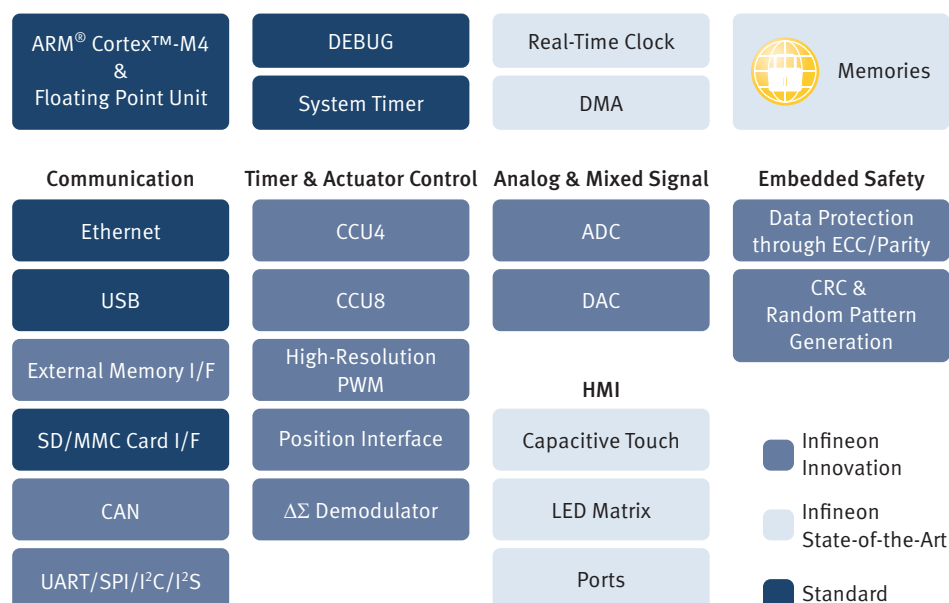 ARM® Cortex™-M4
&
Floating Point Unit
DEBUG
System Timer
Real-Time Clock
DMA
Memories
Communication
Ethernet
USB
External Memory I/F
SD/MMC Card I/F
CAN
UART/SPI/I²C/I²S
Timer & Actuator Control
CCU4
CCU8
High-Resolution
PWM
Position Interface
ΔΣ Demodulator
Analog & Mixed Signal
ADC
DAC
HMI
Capacitive Touch
LED Matrix
Ports
Embedded Safety
Data Protection
through ECC/Parity
CRC &
Random Pattern
Generation
Infineon
Innovation
Infineon
State-of-the-Art
Standard